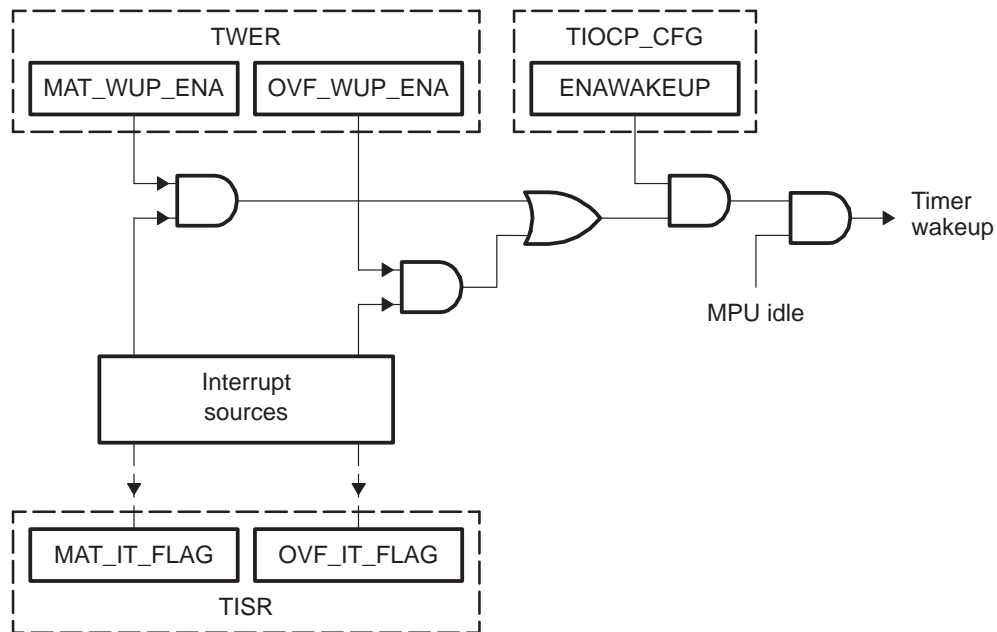 TWER
TIOCP_CFG
MAT_WUP_ENA
OVF_WUP_ENA
ENAWAKEUP
Timer
wakeup
MPU idle
Interrupt
sources
MAT_IT_FLAG
OVF_IT_FLAG
TISR